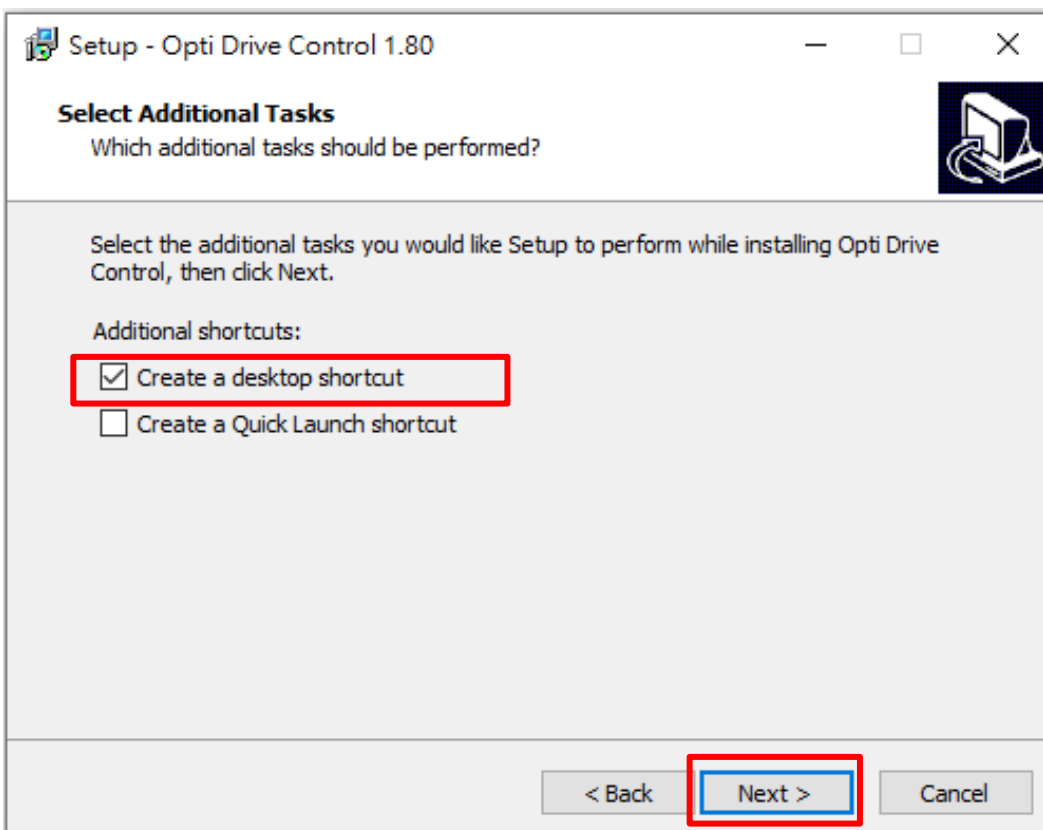 Setup - Opti Drive Control 1.80
Select Additional Tasks
Which additional tasks should be performed?
Select the additional tasks you would like Setup to perform while installing Opti Drive
Control, then click Next.
Additional shortcuts:
Create a desktop shortcut
Create a Quick Launch shortcut
< Back
Next >
Cancel